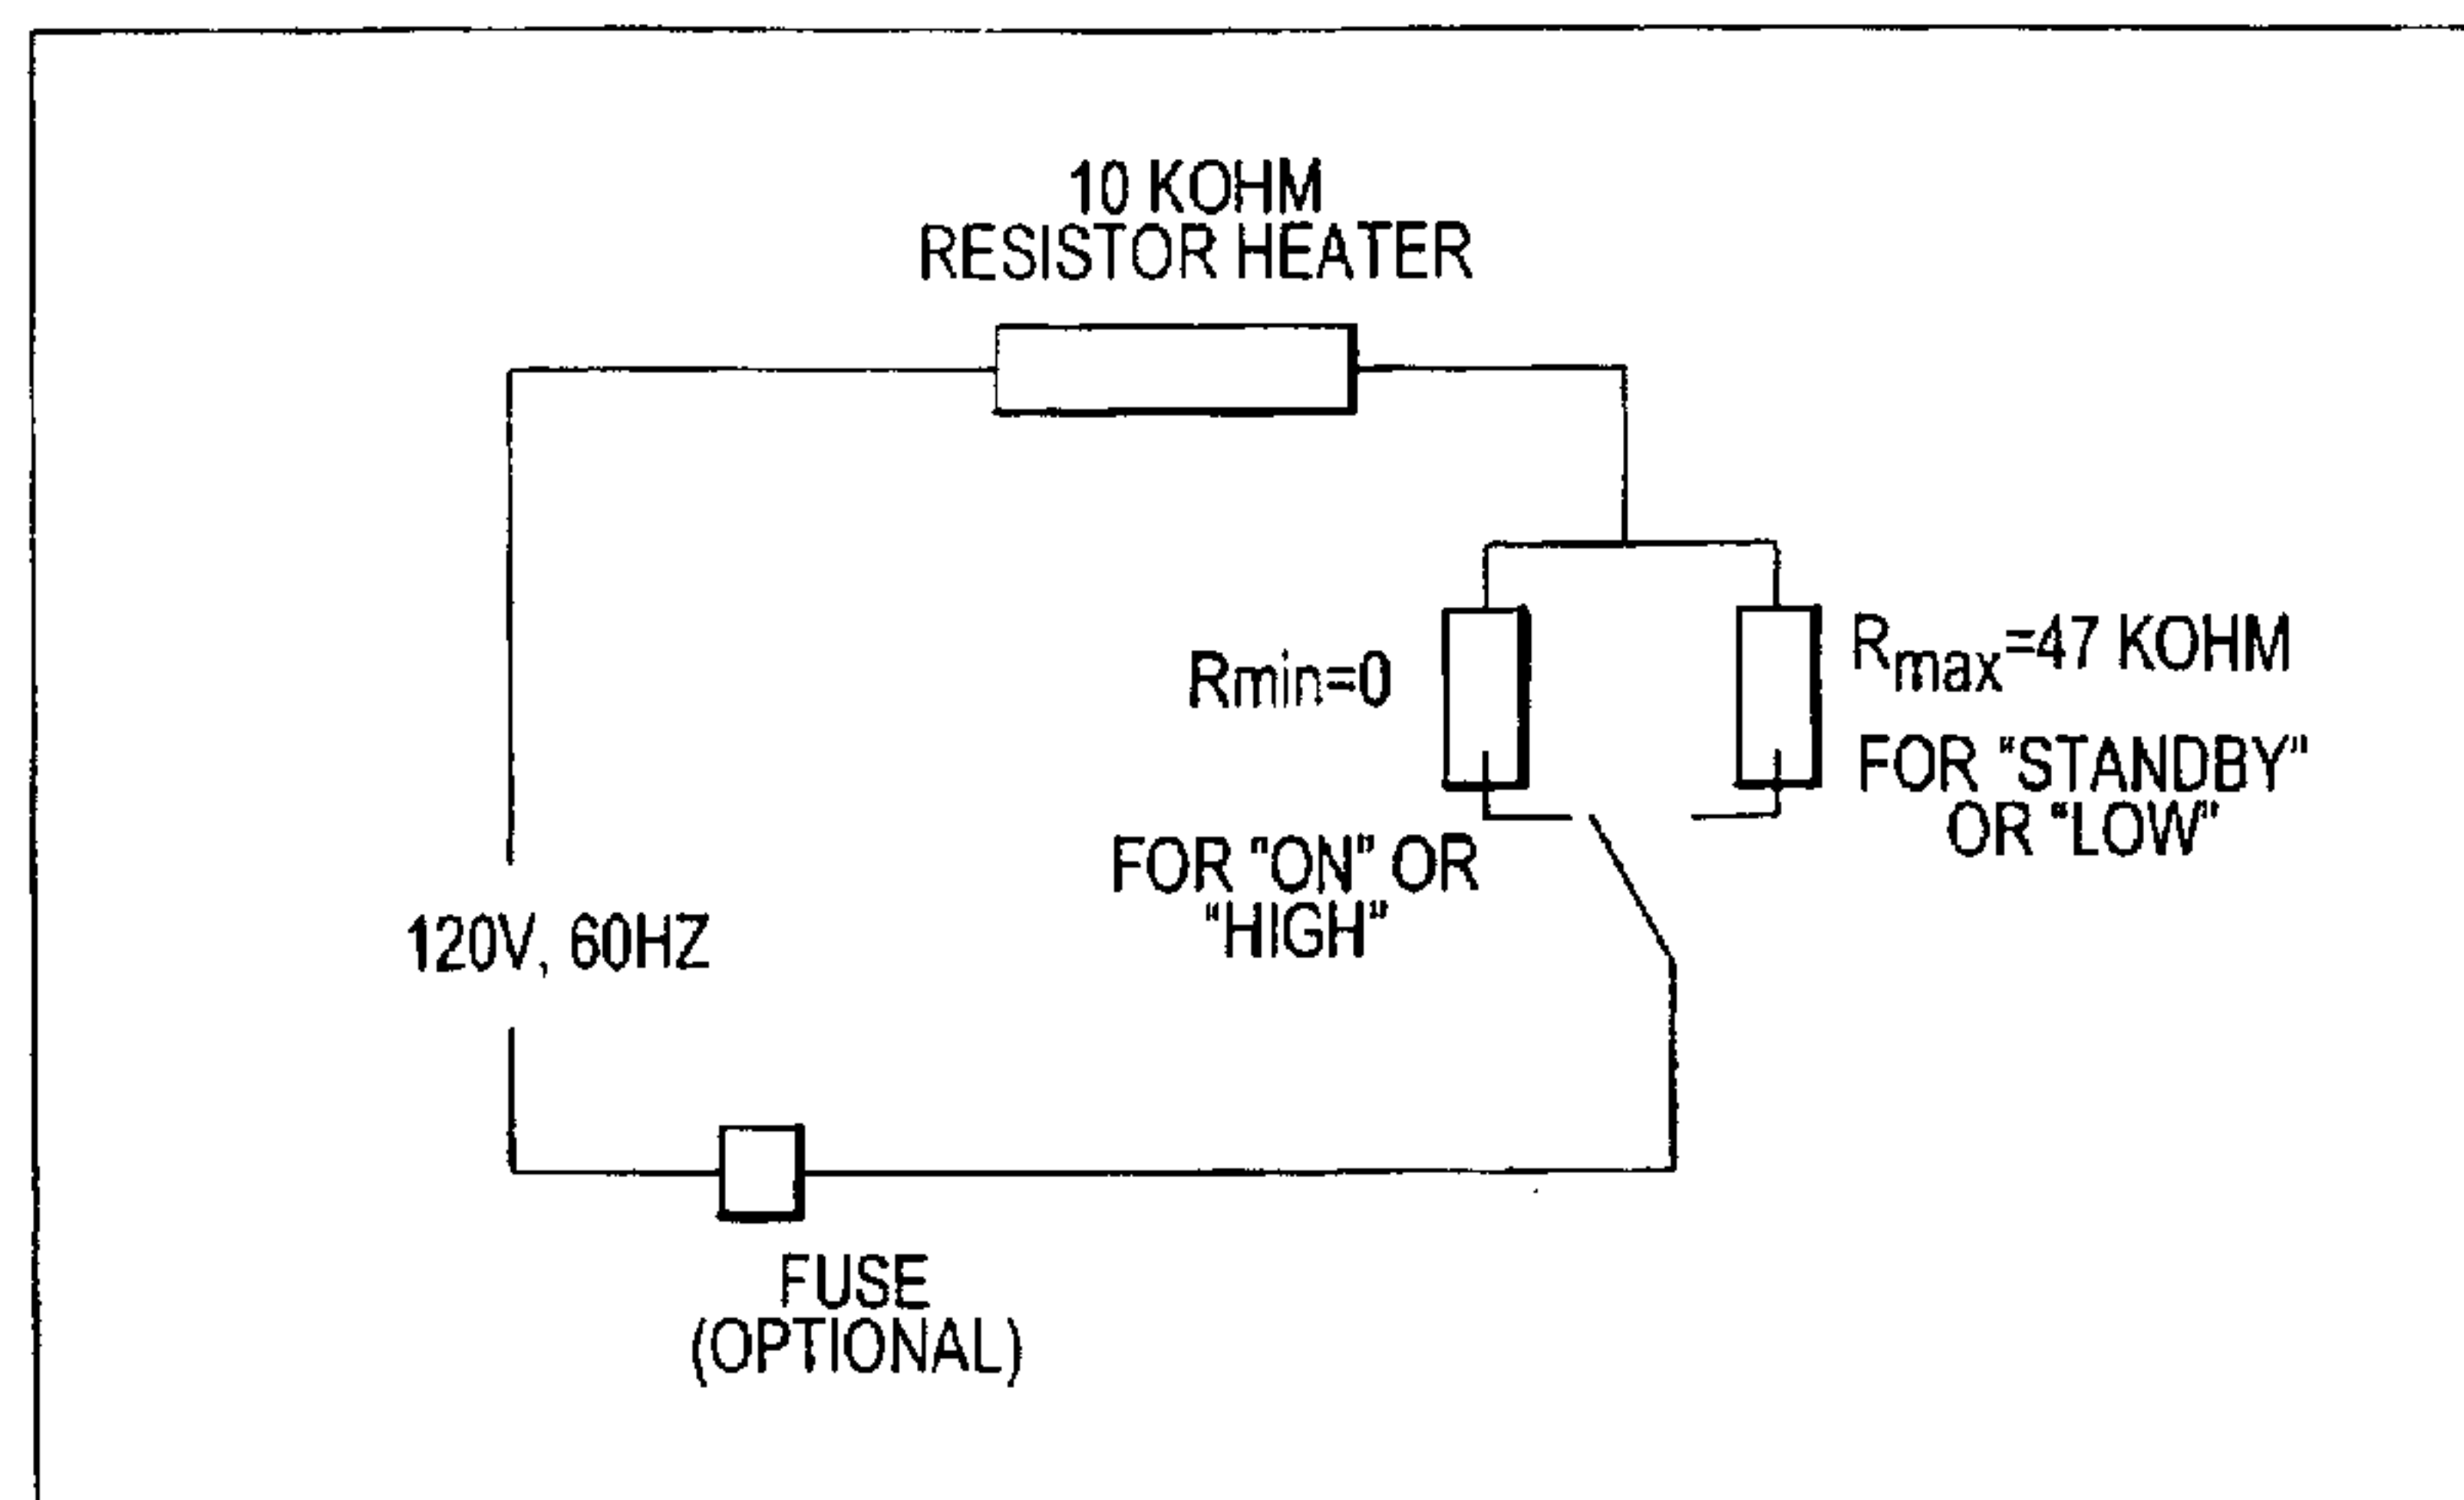 10 KOHM
RESISTOR HEATER
Rmin=0
Rmax=47 KOHM
FOR "STANDBY"
OR "LOW"
FOR "ON" OR
"HIGH"
120V, 60HZ
FUSE
(OPTIONAL)